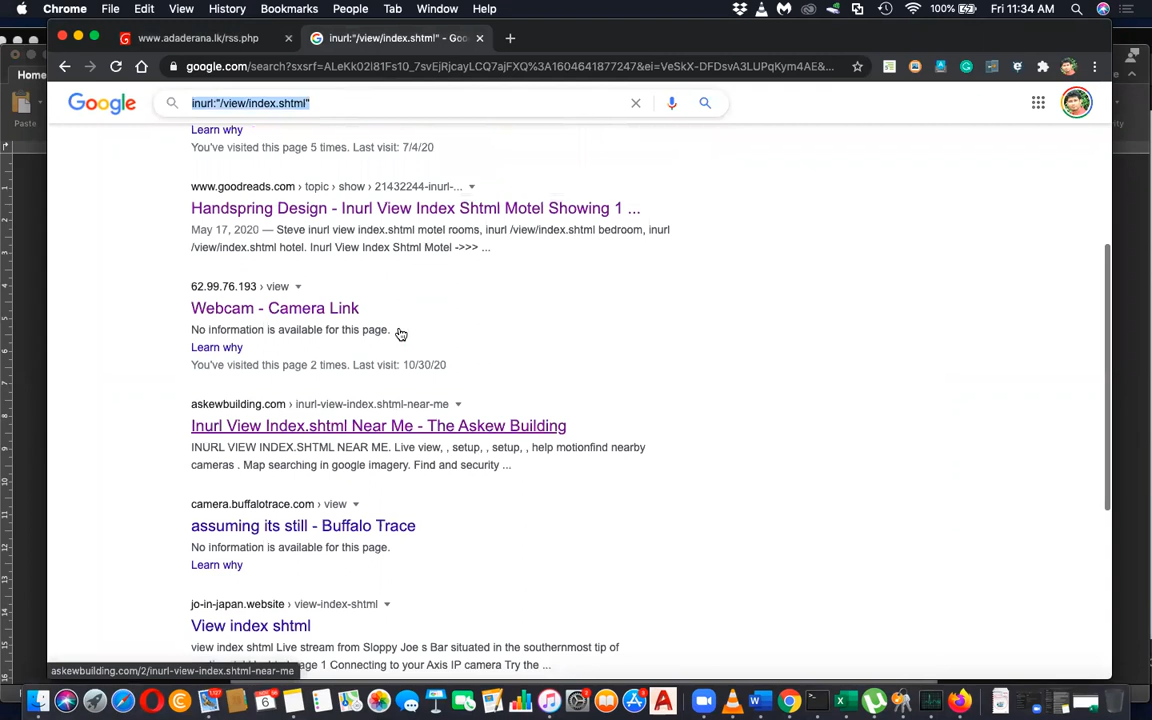 Chrome File Edit View History Bookmarks People Tab Window Help 100% Fri 11:34 AM
www.adaderana.lk/rss.php inurl:"/view/index.shtml" - Goo
google.com/search?sxsrf=ALeKk02l81Fs10_7svEjRjcayLCQ7ajFXQ%3A1604641877247&ei=VeSkX-DFDsvA3LUPqKym4AE&...
Home
Paste
Google
inurl:"/view/index.shtml"
Learn why
You've visited this page 5 times. Last visit: 7/4/20
www.goodreads.com › topic › show › 21432244-inurl-...
Handspring Design - Inurl View Index Shtml Motel Showing 1 ...
May 17, 2020 — Steve inurl view index.shtml motel rooms, inurl /view/index.shtml bedroom, inurl
/view/index.shtml hotel. Inurl View Index Shtml Motel ->>> ...
62.99.76.193 › view
Webcam - Camera Link
No information is available for this page.
Learn why
You've visited this page 2 times. Last visit: 10/30/20
askewbuilding.com › inurl-view-index.shtml-near-me
Inurl View Index.shtml Near Me - The Askew Building
INURL VIEW INDEX.SHTML NEAR ME. Live view, , setup, , setup, , help motionfind nearby
cameras . Map searching in google imagery. Find and security ...
camera.buffalotrace.com › view
assuming its still - Buffalo Trace
No information is available for this page.
Learn why
jo-in-japan.website › view-index-shtml
View index shtml
view index shtml Live stream from Sloppy Joe s Bar situated in the southernmost tip of
page 1 Connecting to your Axis IP camera Try the ...
askewbuilding.com/2/inurl-view-index.shtml-near-me